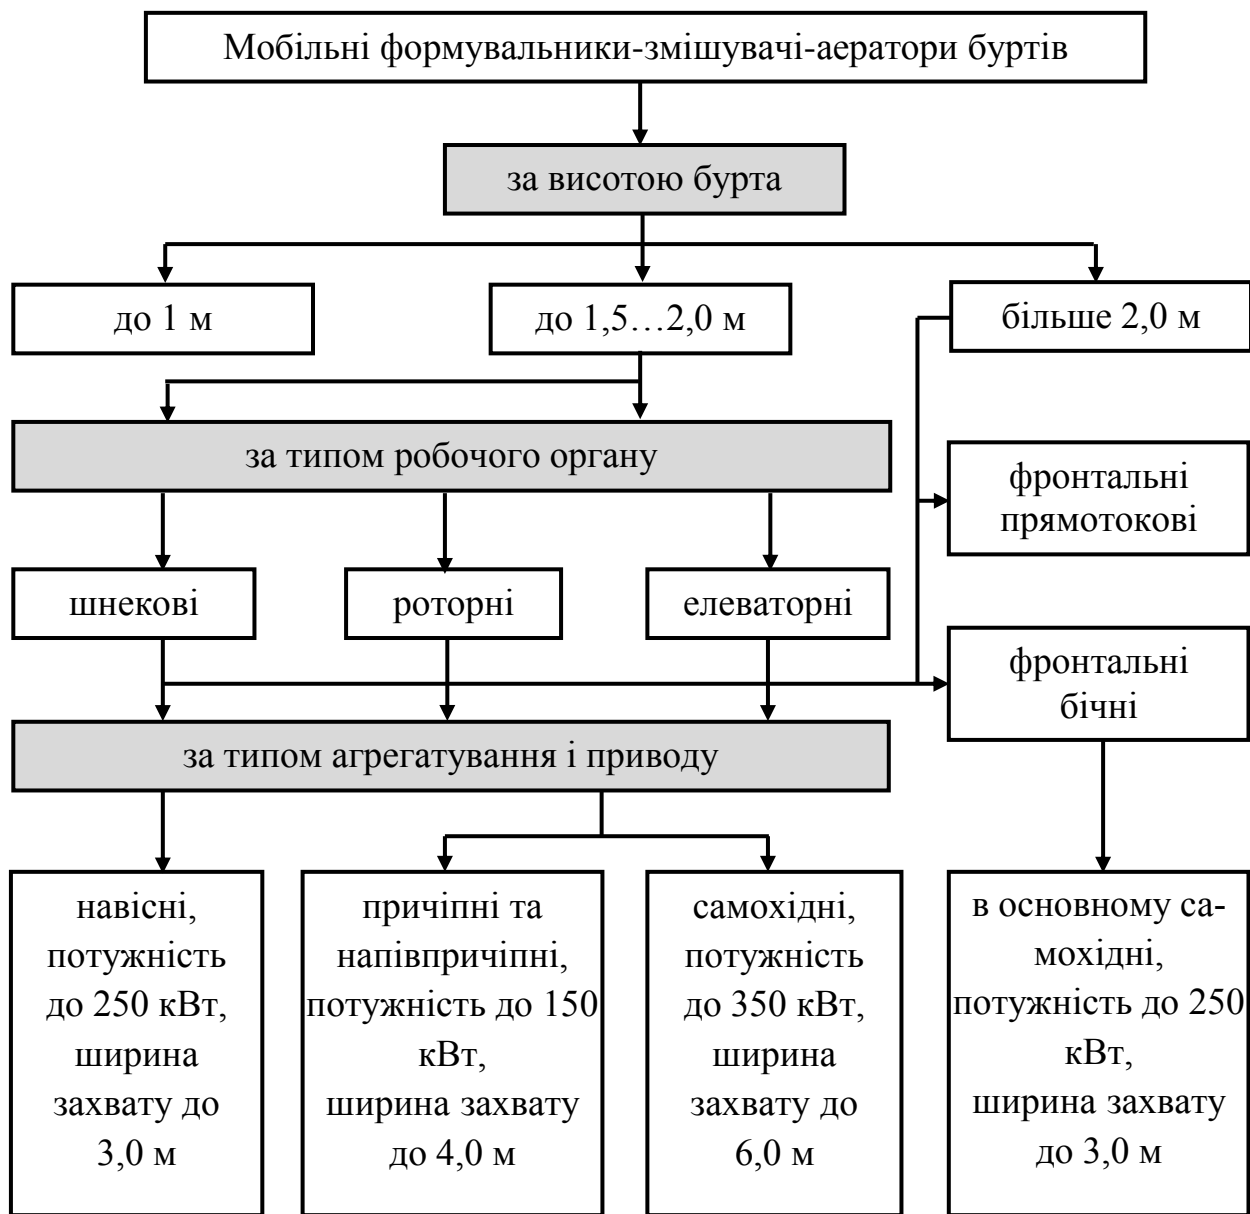 Мобільні формувальники-змішувачі-аератори буртів
за висотою бурта
до 1 м
до 1,5…2,0 м
більше 2,0 м
за типом робочого органу
фронтальні
прямотокові
шнекові
роторні
елеваторні
фронтальні
бічні
за типом агрегатування і приводу
навісні,
потужність
до 250 кВт,
ширина
захвату до
3,0 м
причіпні та
напівпричіпні,
потужність до 150
кВт,
ширина захвату
до 4,0 м
самохідні,
потужність
до 350 кВт,
ширина
захвату до
6,0 м
в основному са-
мохідні,
потужність до 250
кВт,
ширина захвату
до 3,0 м